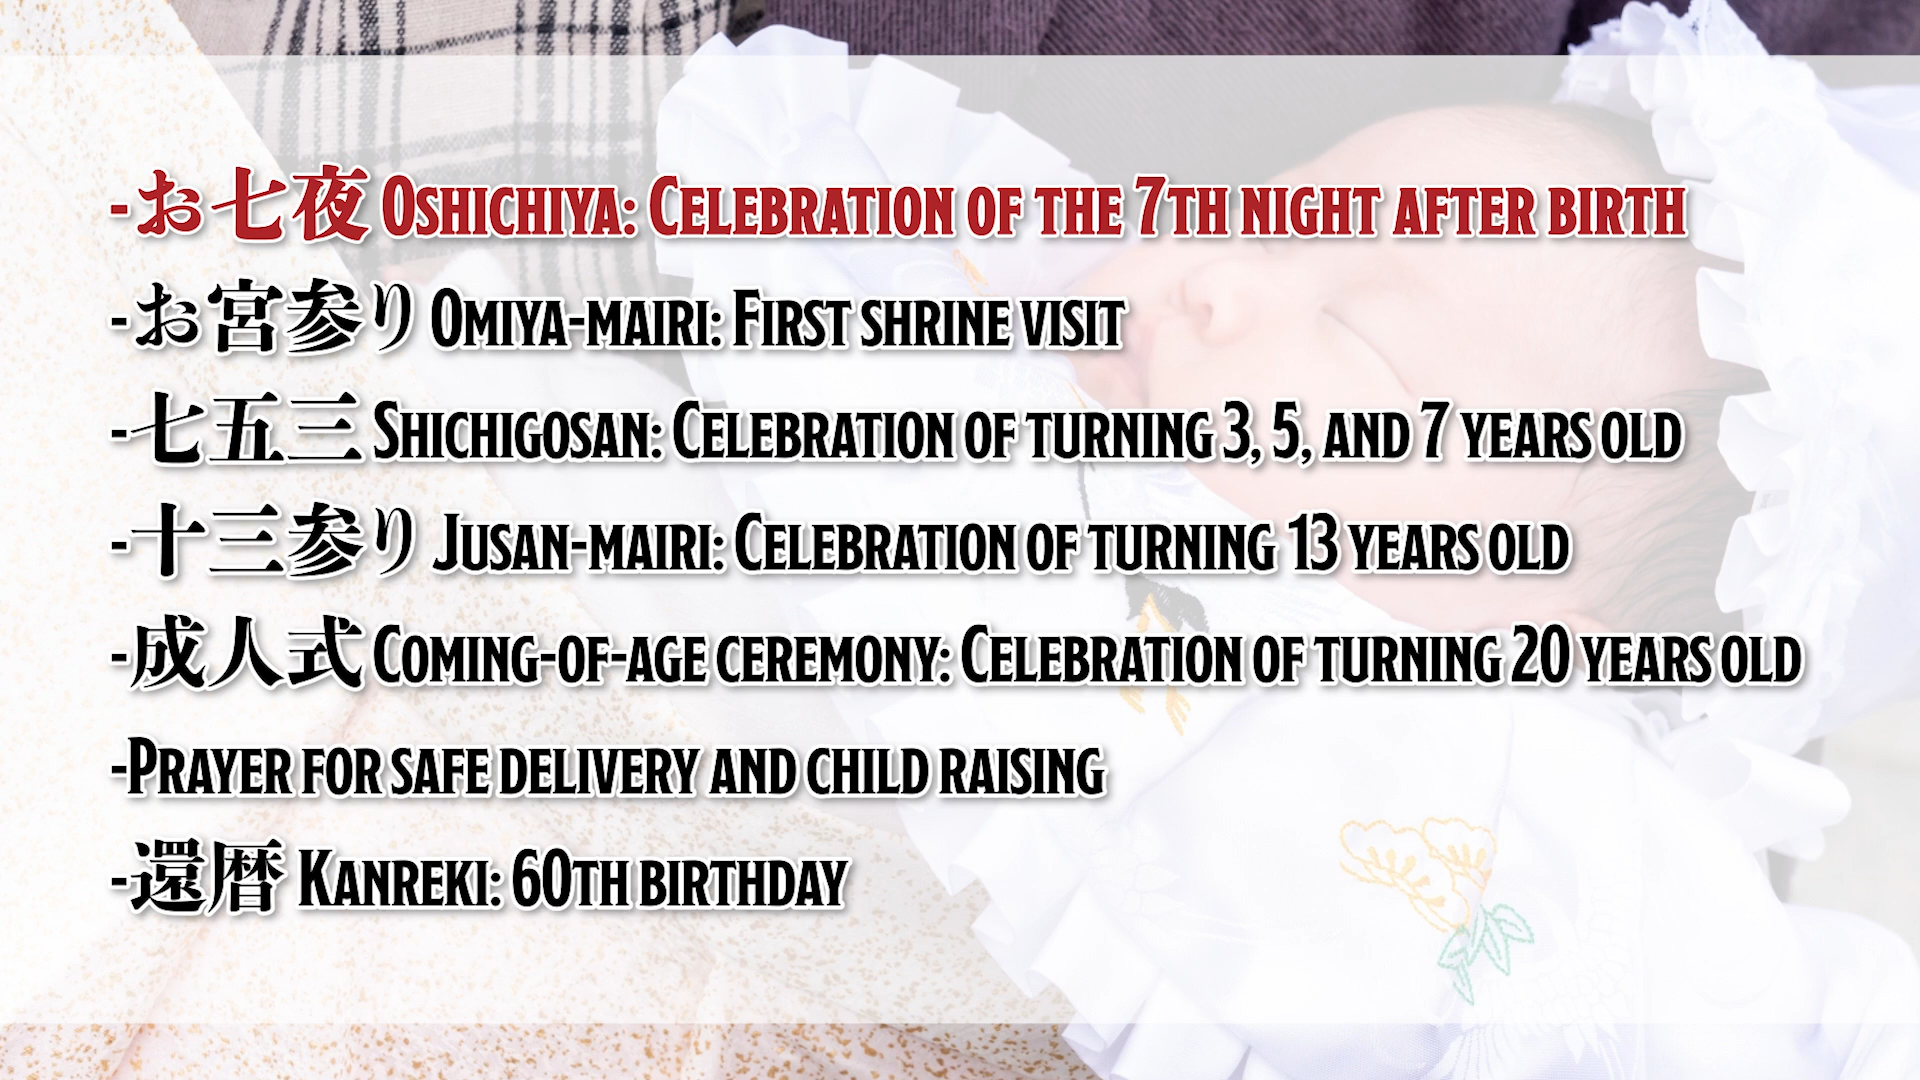 -お七夜 Oshichiya: Celebration of the 7th night after birth
-お宮参り Omiya-mairi: First shrine visit
-七五三 Shichigosan: Celebration of turning 3, 5, and 7 years old
-十三参り Jusan-mairi: Celebration of turning 13 years old
-成人式 Coming-of-age ceremony: Celebration of turning 20 years old
-Prayer for safe delivery and child raising
-還暦 Kanreki: 60th birthday